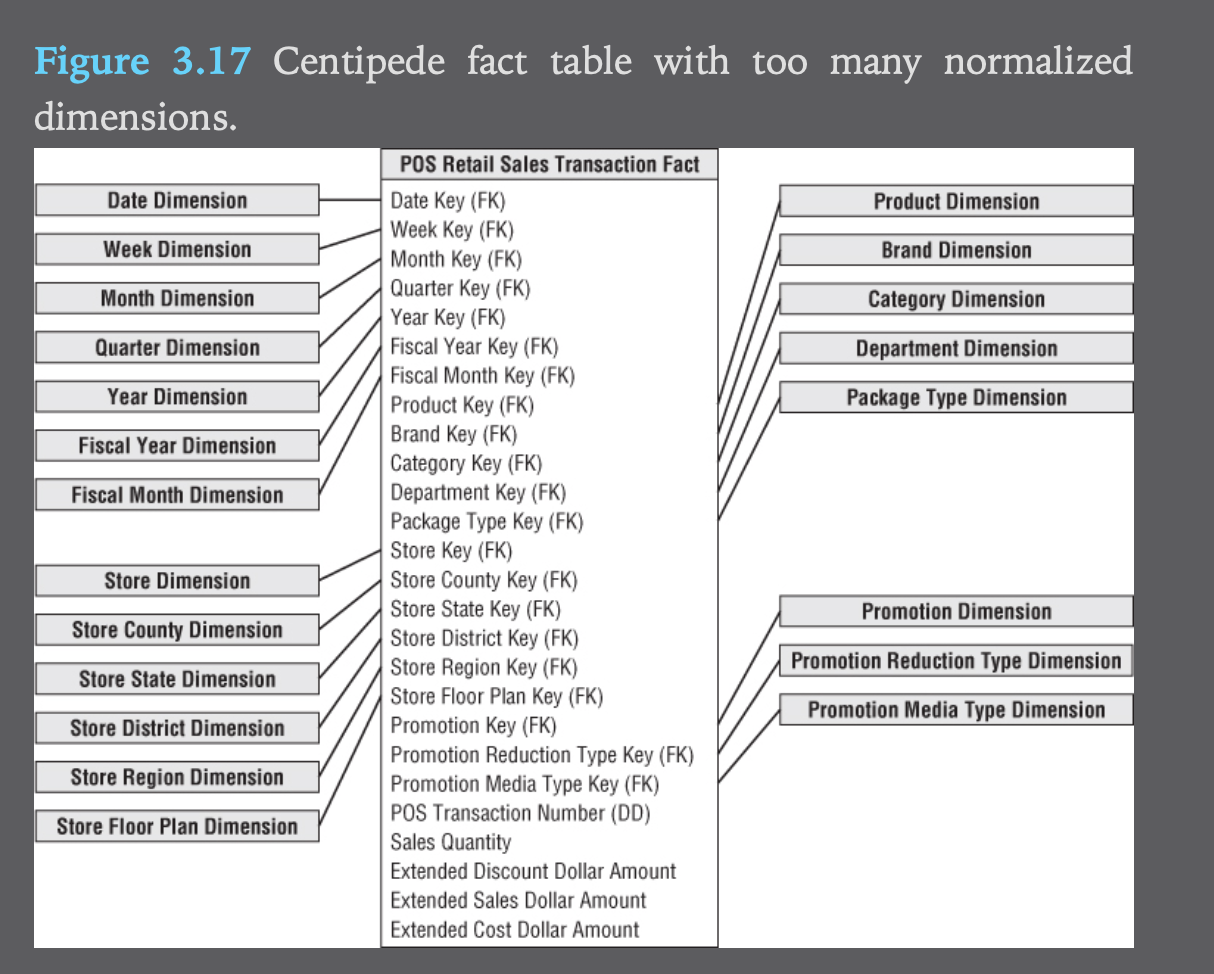 Figure 3.17 Centipede fact table with too many normalized
dimensions.
POS Retail Sales Transaction Fact
Date Dimension
Week Dimension
Month Dimension
Quarter Dimension
Year Dimension
Fiscal Year Dimension
Fiscal Month Dimension
Store Dimension
Store County Dimension
Store State Dimension
Store District Dimension
Store Region Dimension
Store Floor Plan Dimension
Date Key (FK)
Week Key (FK)
Month Key (FK)
Quarter Key (FK)
Year Key (FK)
Fiscal Year Key (FK)
Fiscal Month Key (FK)
Product Key (FK)
Brand Key (FK)
Category Key (FK)
Department Key (FK)
Package Type Key (FK)
Store Key (FK)
Store County Key (FK)
Store State Key (FK)
Store District Key (FK)
Store Region Key (FK)
Store Floor Plan Key (FK)
Promotion Key (FK)
Promotion Reduction Type Key (FK)
Promotion Media Type Key (FK)
POS Transaction Number (DD)
Sales Quantity
Extended Discount Dollar Amount
Extended Sales Dollar Amount
Extended Cost Dollar Amount
Product Dimension
Brand Dimension
Category Dimension
Department Dimension
Package Type Dimension
Promotion Dimension
Promotion Reduction Type Dimension
Promotion Media Type Dimension